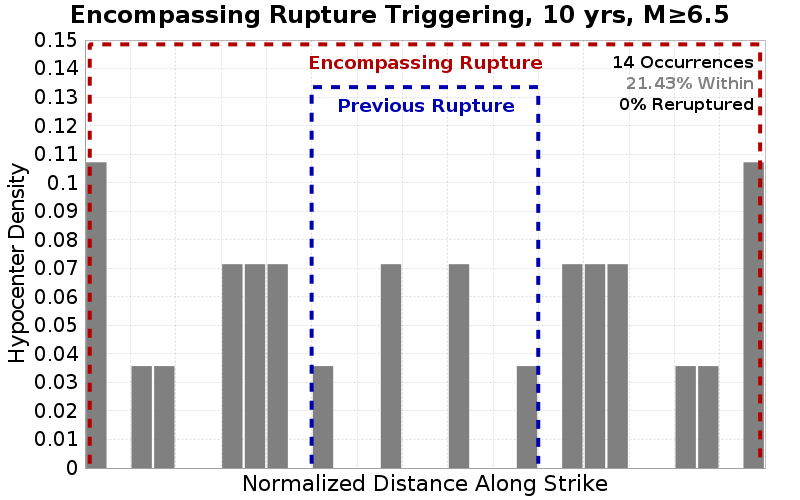 Encompassing Rupture Triggering, 10 yrs, M≥6.5
0.15
0.14
0.13
0.12
0.11
0.1
0.09
0.08
0.07
0.06
0.05
0.04
0.03
0.02
0.01
0
Hypocenter Density
Encompassing Rupture
Previous Rupture
14 Occurrences
21.43% Within
0% Reruptured
Normalized Distance Along Strike